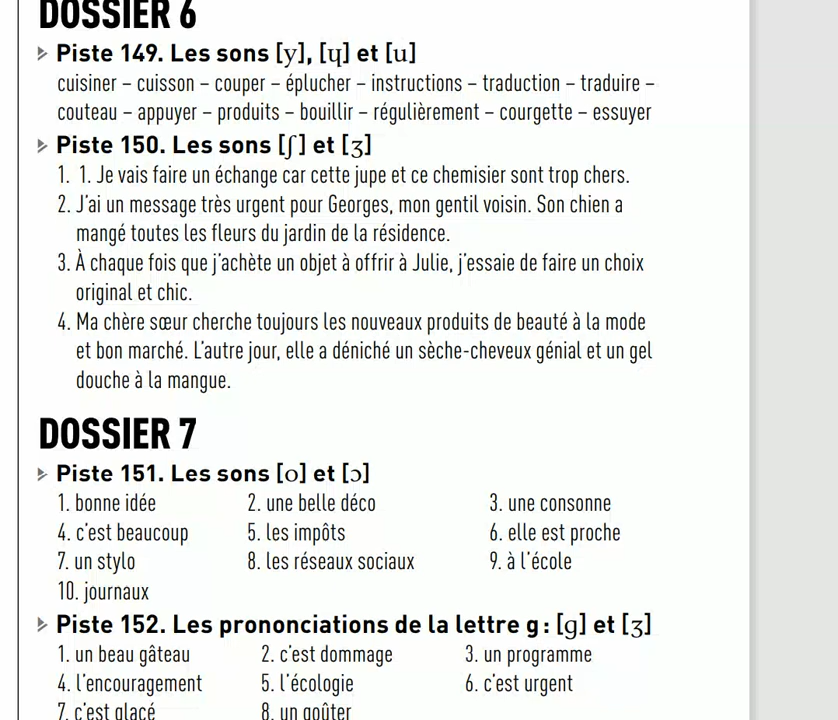 DOSSIER 6
Piste 149. Les sons [y], [ɥ] et [u]
cuisiner – cuisson – couper – éplucher – instructions – traduction – traduire –
couteau – appuyer – produits – bouillir – régulièrement – courgette – essuyer
Piste 150. Les sons [ʃ] et [ʒ]
1. 1. Je vais faire un échange car cette jupe et ce chemisier sont trop chers.
2. J'ai un message très urgent pour Georges, mon gentil voisin. Son chien a
mangé toutes les fleurs du jardin de la résidence.
3. À chaque fois que j'achète un objet à offrir à Julie, j'essaie de faire un choix
original et chic.
4. Ma chère sœur cherche toujours les nouveaux produits de beauté à la mode
et bon marché. L'autre jour, elle a déniché un sèche-cheveux génial et un gel
douche à la mangue.
DOSSIER 7
Piste 151. Les sons [o] et [ɔ]
1. bonne idée 2. une belle déco 3. une consonne
4. c'est beaucoup 5. les impôts 6. elle est proche
7. un stylo 8. les réseaux sociaux 9. à l'école
10. journaux
Piste 152. Les prononciations de la lettre g : [g] et [ʒ]
1. un beau gâteau 2. c'est dommage 3. un programme
4. l'encouragement 5. l'écologie 6. c'est urgent
7. c'est glacé 8. un goûter